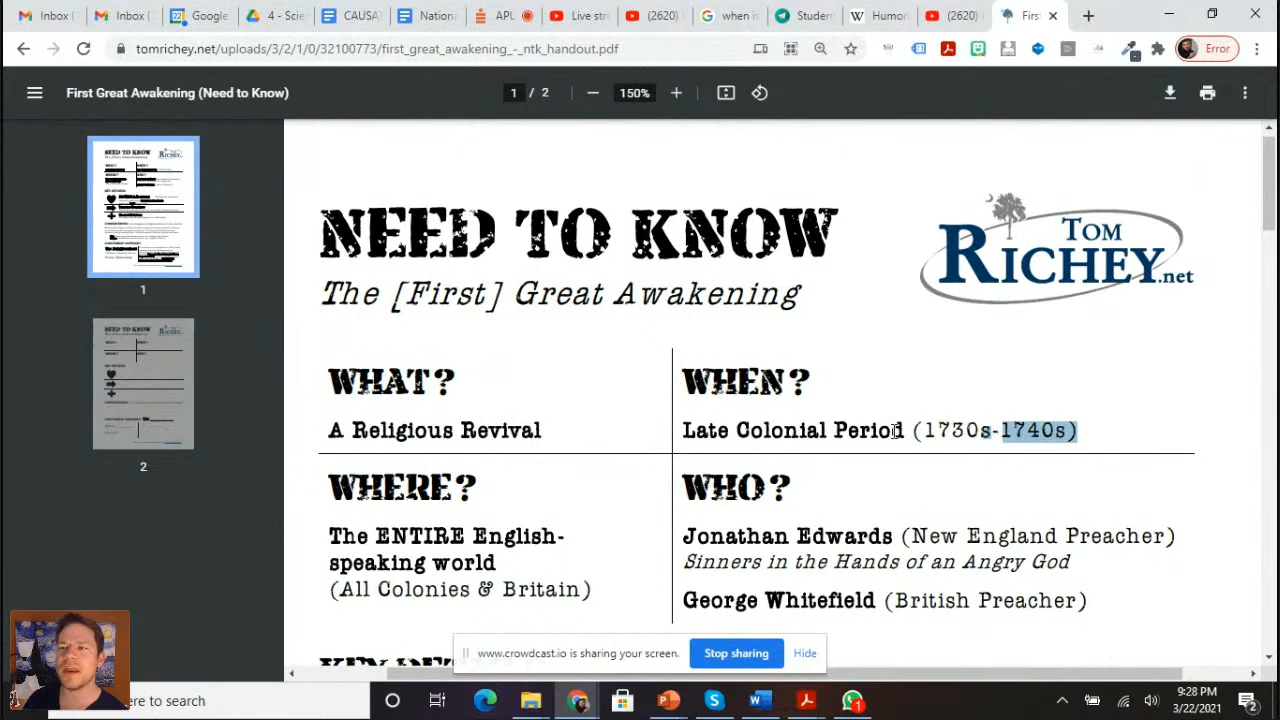 Inbox (
Inbox (
Google
4 - Scie
CAUSA
Nation
APL
Live str
(2620)
when is
Studen
Humor
(2620)
First
tomrichey.net/uploads/3/2/1/0/32100773/first_great_awakening_-_ntk_handout.pdf
Error
First Great Awakening (Need to Know)
1 / 2
150%
NEED TO KNOW
The [First] Great Awakening
TOM
RICHEY.net
WHAT?
A Religious Revival
WHEN?
Late Colonial Period (1730s-1740s)
WHERE?
The ENTIRE English-
speaking world
(All Colonies & Britain)
WHO?
Jonathan Edwards (New England Preacher)
Sinners in the Hands of an Angry God
George Whitefield (British Preacher)
1
2
www.crowdcast.io is sharing your screen.
Stop sharing
Hide
here to search
9:28 PM
3/22/2021
2